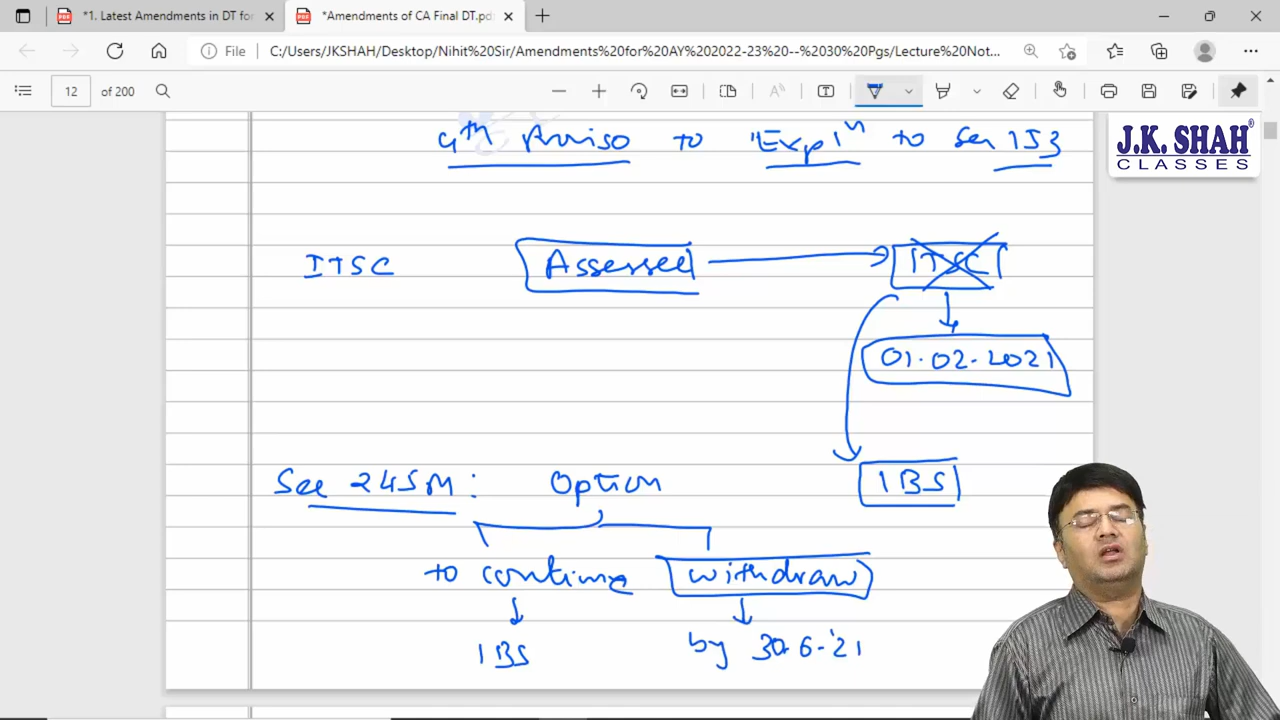 *1. Latest Amendments in DT for
*Amendments of CA Final DT.pd
File C:/Users/JKSHAH/Desktop/Nihit%20Sir/Amendments%20for%20AY%202022-23%20--%2030%20Pgs/Lecture%20Not...
12 of 200
J.K. SHAH®
CLASSES
4th Proviso to "Expl" to Sec 153
ITSC Assessee ITSC
01.02.2021
Sec 245M: Option IBS
to continue withdraw
IBS by 30.6.'21